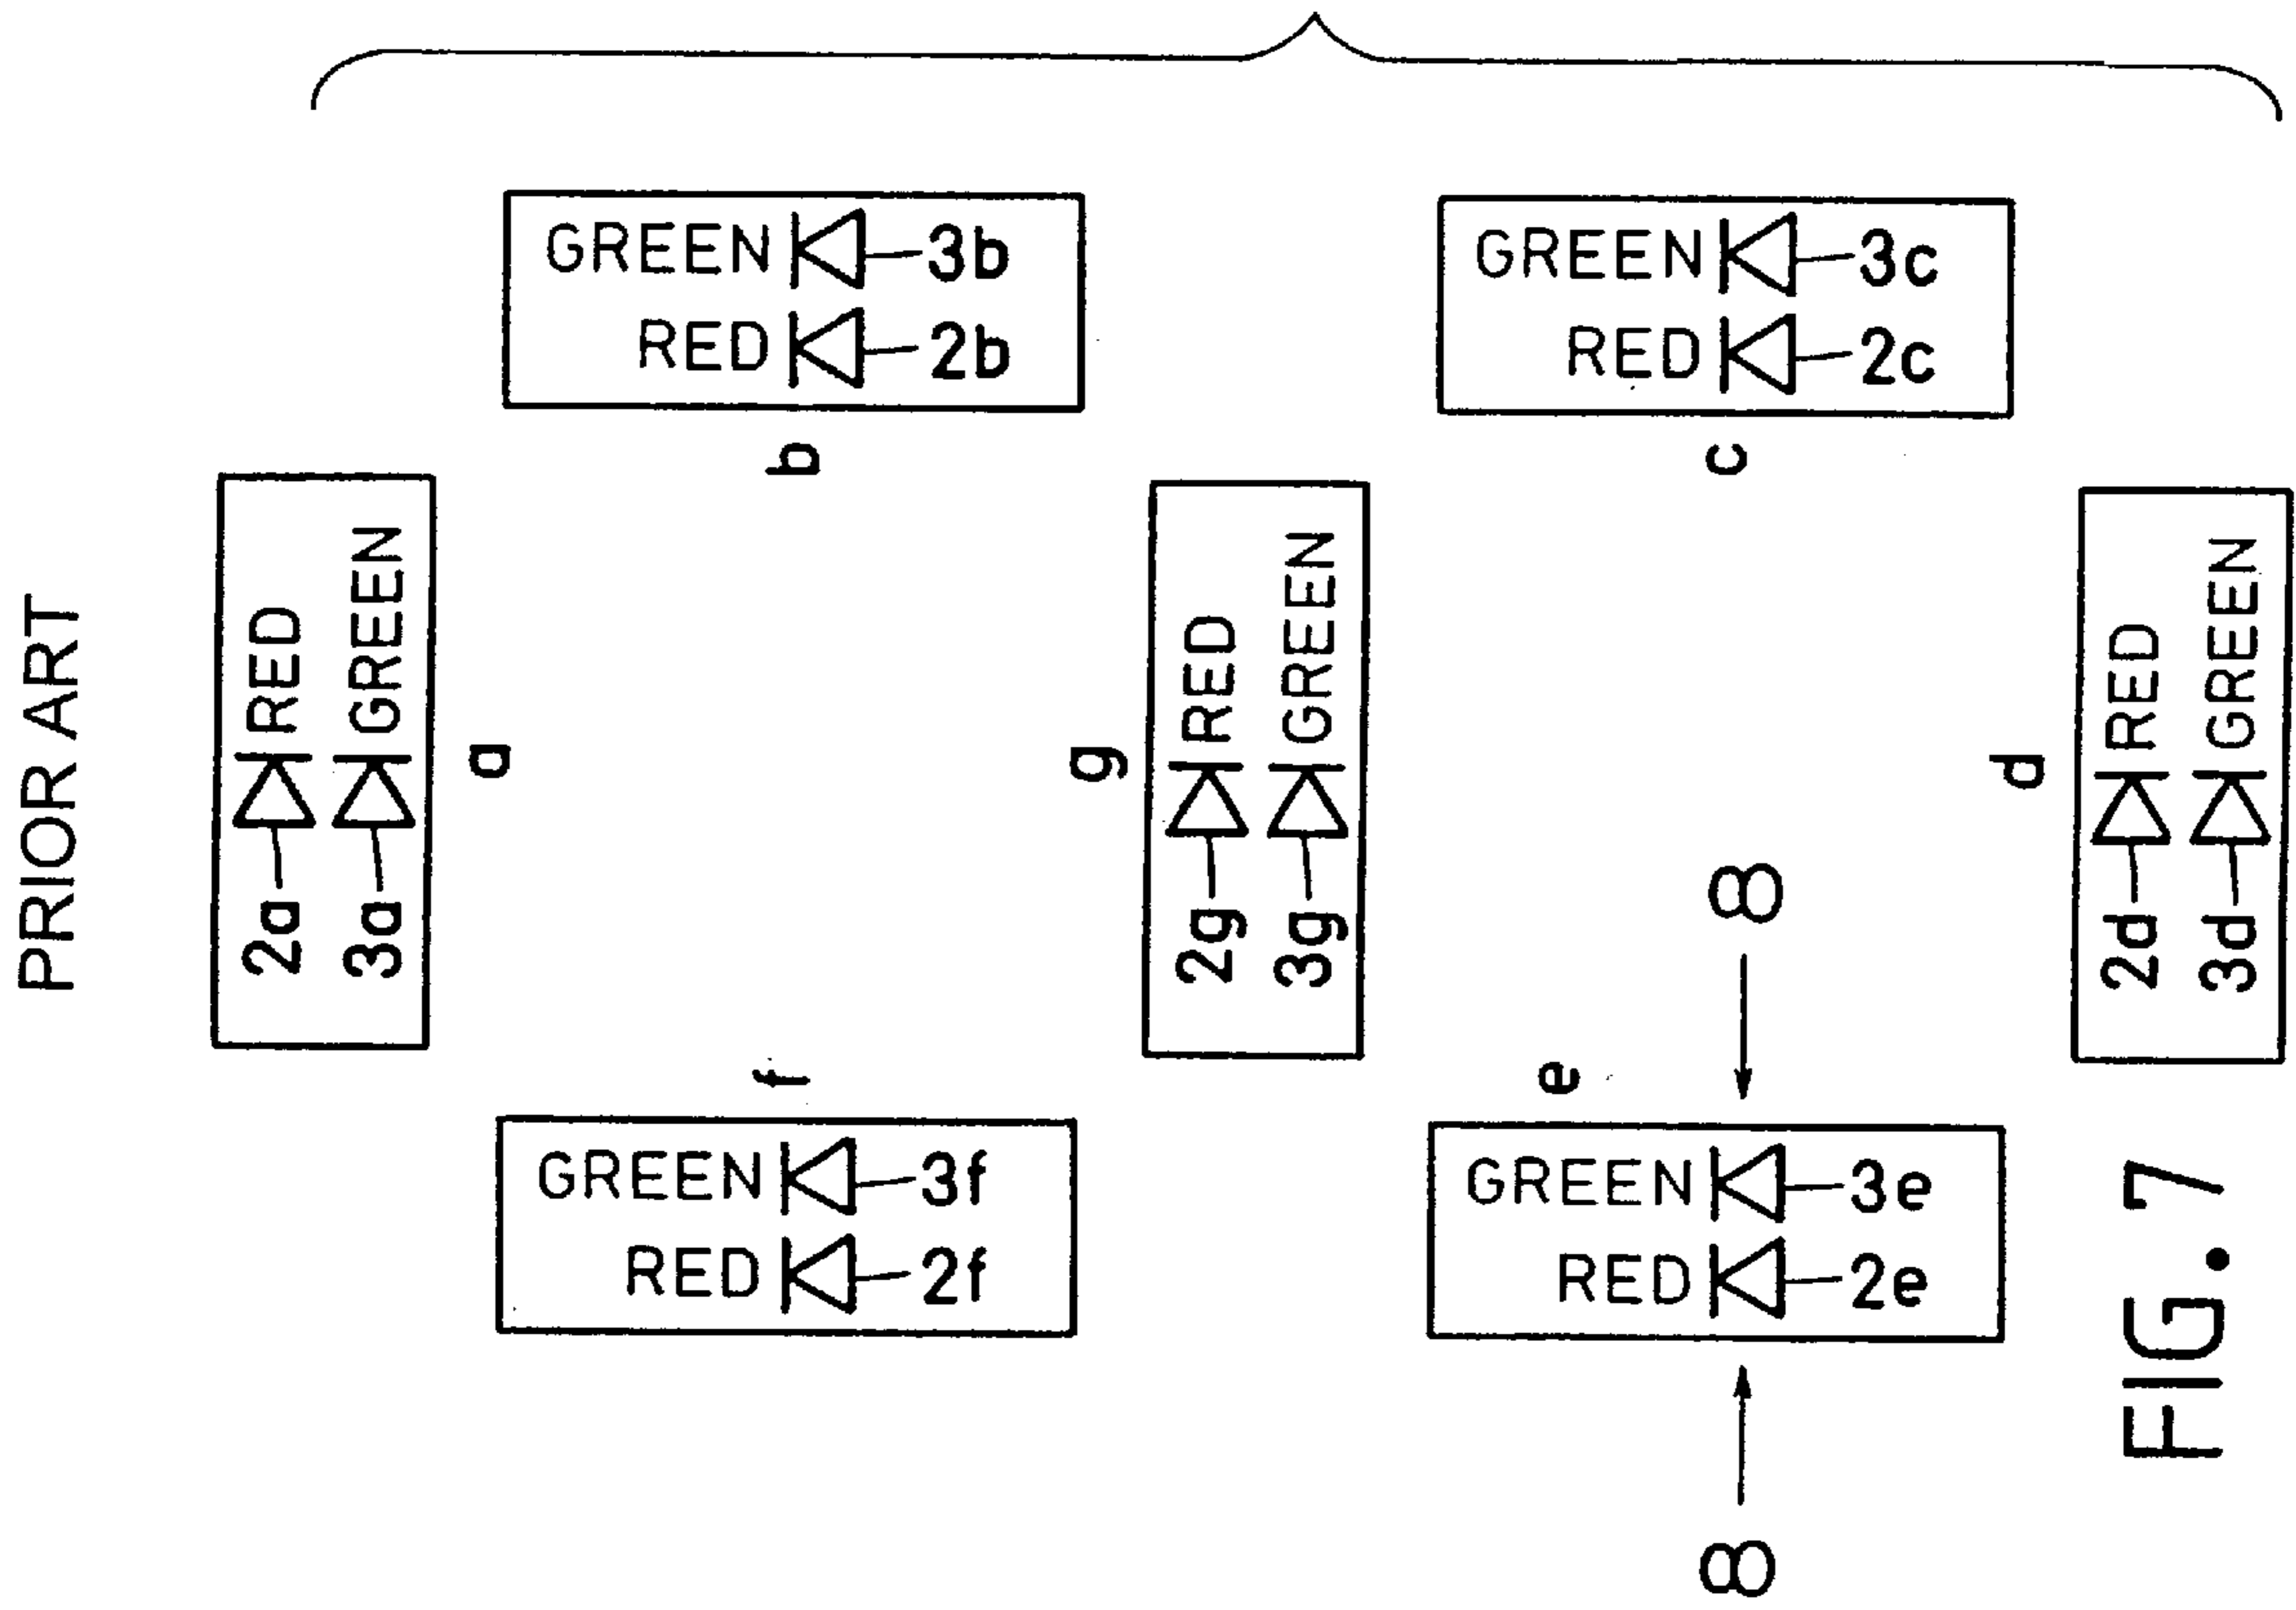 PRIOR ART
2a RED
3a GREEN
a
GREEN 3b
RED 2b
b
f
GREEN 3f
RED 2f
g
2g RED
3g GREEN
GREEN 3c
RED 2c
c
e
8
GREEN 3e
RED 2e
8
d
2d RED
3d GREEN
FIG. 7